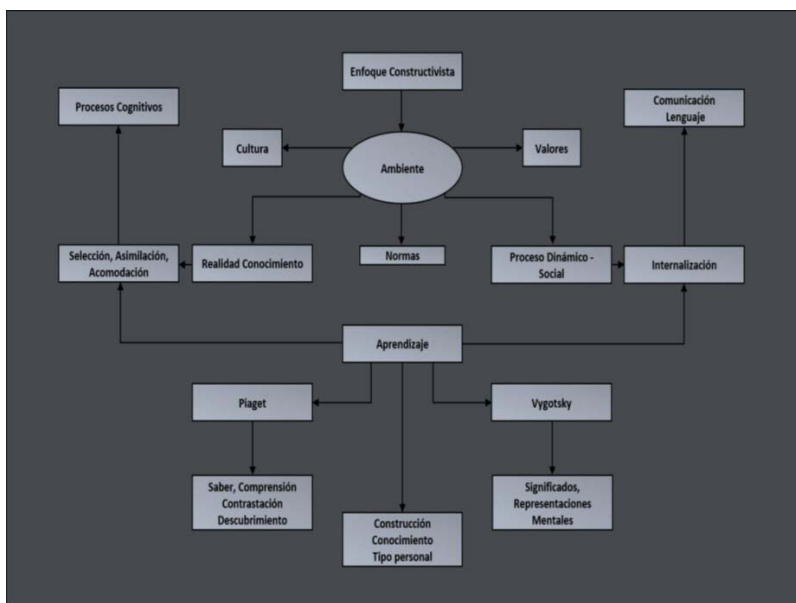 Enfoque Constructivista
Procesos Cognitivos
Comunicación
Lenguaje
Cultura
Valores
Ambiente
Selección, Asimilación,
Acomodación
Realidad Conocimiento
Normas
Proceso Dinámico -
Social
Internalización
Aprendizaje
Piaget
Vygotsky
Saber, Comprensión
Contrastación
Descubrimiento
Construcción
Conocimiento
Tipo personal
Significados,
Representaciones
Mentales